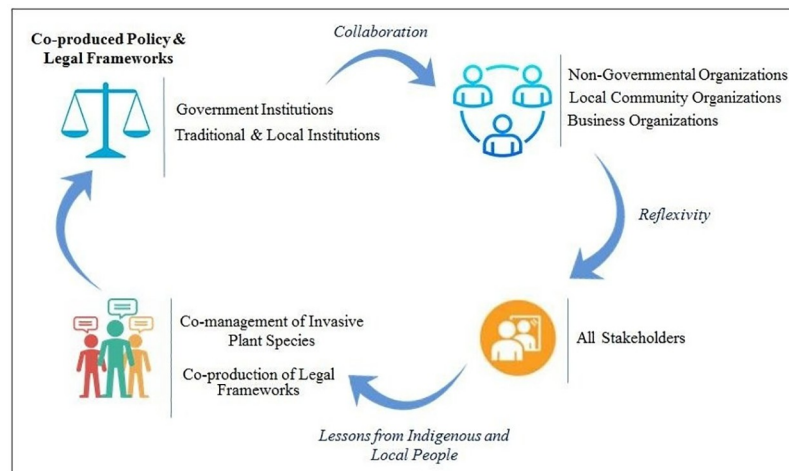 Co-produced Policy &
Legal Frameworks
Government Institutions
Traditional & Local Institutions
Collaboration
Non-Governmental Organizations
Local Community Organizations
Business Organizations
Reflexivity
All Stakeholders
Lessons from Indigenous and
Local People
Co-management of Invasive
Plant Species
Co-production of Legal
Frameworks